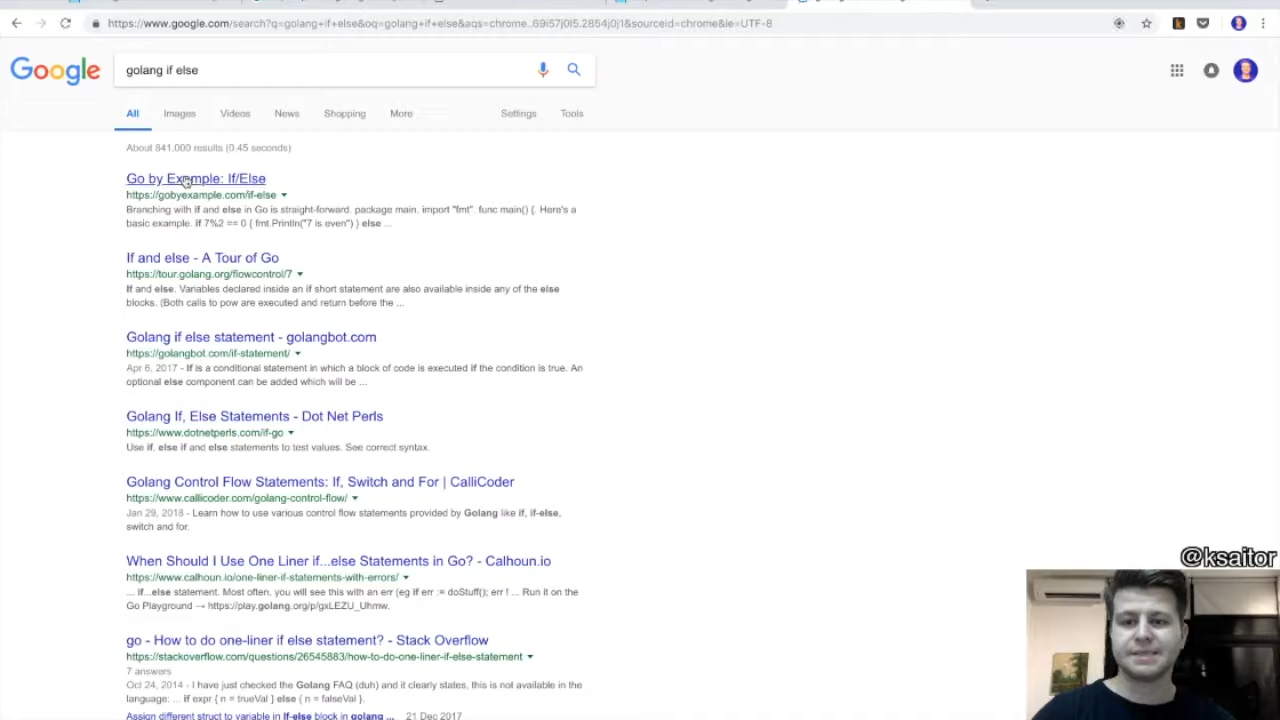 https://www.google.com/search?q=golang+if+else&oq=golang+if+else&aqs=chrome..69i57j0l5.2854j0j1&sourceid=chrome&ie=UTF-8
Google
golang if else
All Images Videos News Shopping More Settings Tools
About 841,000 results (0.45 seconds)
Go by Example: If/Else
https://gobyexample.com/if-else
Branching with if and else in Go is straight-forward. package main. import "fmt". func main() {. Here's a
basic example. if 7%2 == 0 { fmt.Println("7 is even") } else ...
If and else - A Tour of Go
https://tour.golang.org/flowcontrol/7
If and else. Variables declared inside an if short statement are also available inside any of the else
blocks. (Both calls to pow are executed and return before the ...
Golang if else statement - golangbot.com
https://golangbot.com/if-statement/
Apr 6, 2017 - If is a conditional statement in which a block of code is executed if the condition is true. An
optional else component can be added which will be ...
Golang If, Else Statements - Dot Net Perls
https://www.dotnetperls.com/if-go
Use if, else if and else statements to test values. See correct syntax.
Golang Control Flow Statements: If, Switch and For | CalliCoder
https://www.callicoder.com/golang-control-flow/
Jan 29, 2018 - Learn how to use various control flow statements provided by Golang like if, if-else,
switch and for.
When Should I Use One Liner if...else Statements in Go? - Calhoun.io
https://www.calhoun.io/one-liner-if-statements-with-errors/
... if...else statement. Most often, you will see this with an err (eg if err := doStuff(); err ! ... Run it on the
Go Playground → https://play.golang.org/p/gxLEZU_Uhmw.
go - How to do one-liner if else statement? - Stack Overflow
https://stackoverflow.com/questions/26545883/how-to-do-one-liner-if-else-statement
7 answers
Oct 24, 2014 - I have just checked the Golang FAQ (duh) and it clearly states, this is not available in the
language: ... if expr { n = trueVal } else { n = falseVal }.
Assign different struct to variable in If-else block in golang ... 21 Dec 2017
@ksaitor